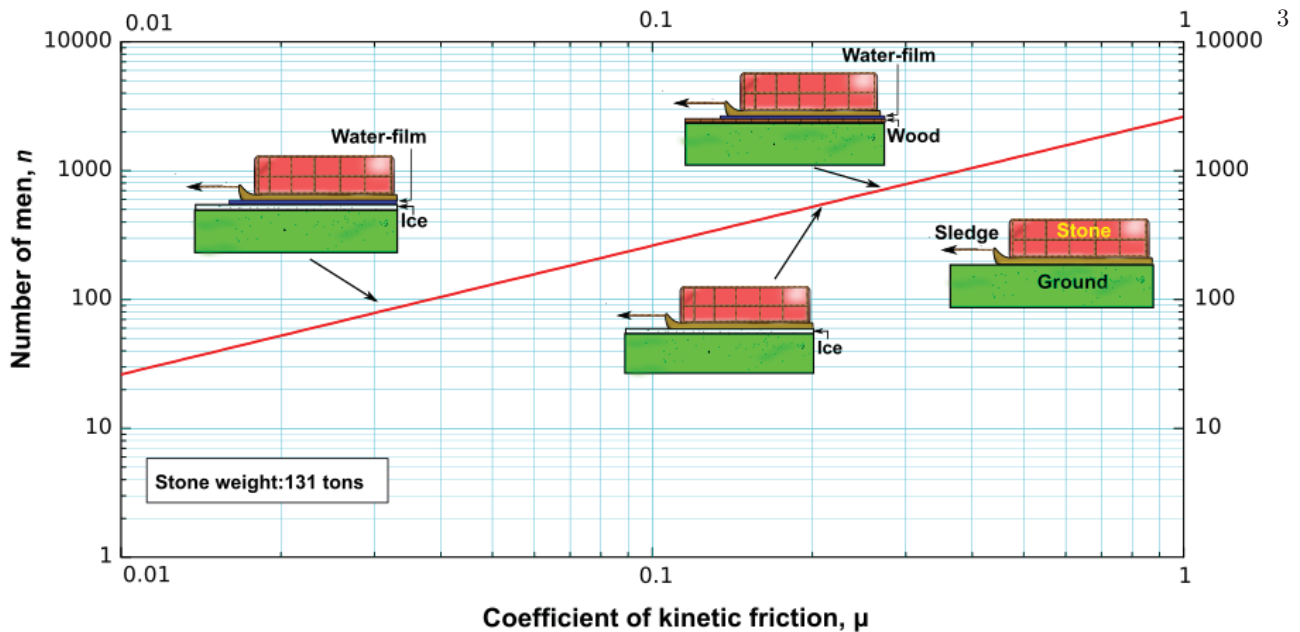 0.01 0.1 1 3
10000 10000
Water-film
Water-film
Wood
1000 1000
Ice
Sledge Stone
Ground
100 100
Ice
10 10
Stone weight:131 tons
1
0.01 0.1 1
Number of men, n
Coefficient of kinetic friction, μ